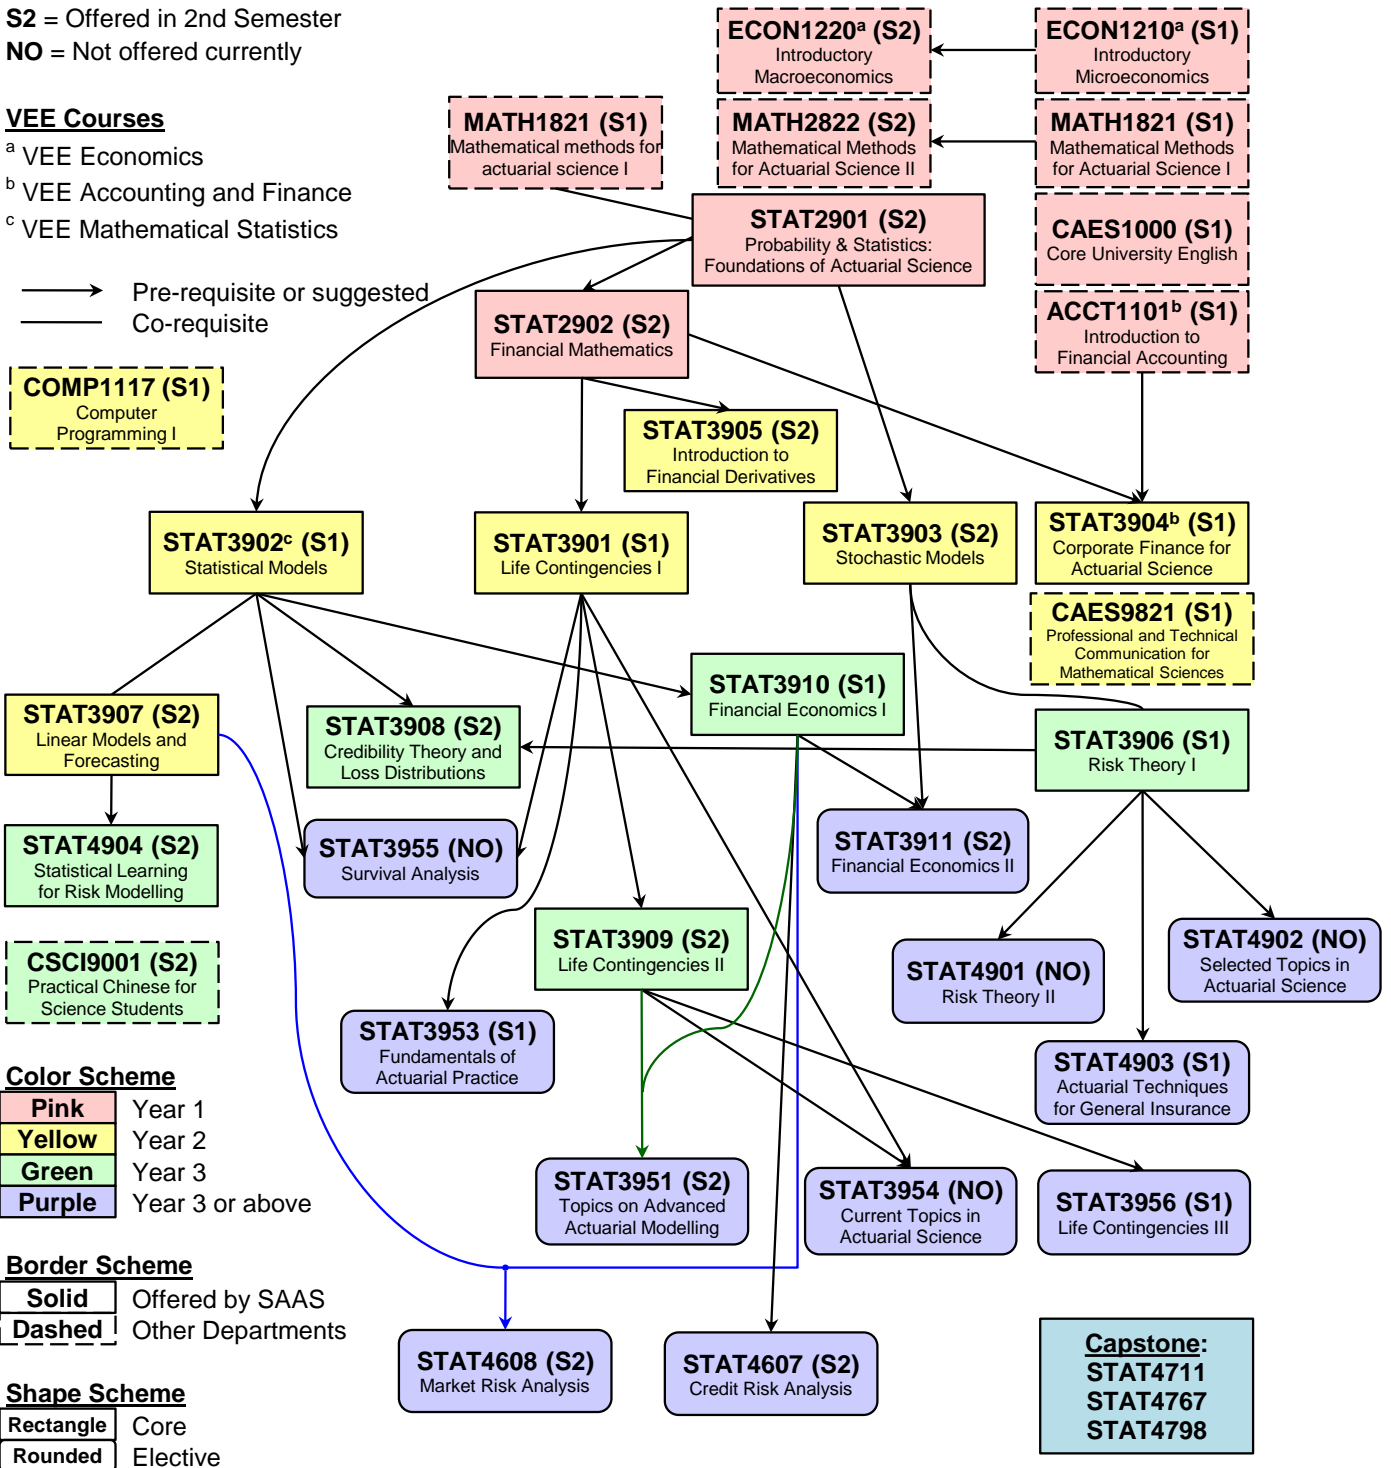 S2 = Offered in 2nd Semester
NO = Not offered currently
VEE Courses
a VEE Economics
b VEE Accounting and Finance
c VEE Mathematical Statistics
Pre-requisite or suggested
Co-requisite
ECON1220a (S2)
Introductory
Macroeconomics
ECON1210a (S1)
Introductory
Microeconomics
MATH1821 (S1)
Mathematical methods for
actuarial science I
MATH2822 (S2)
Mathematical Methods
for Actuarial Science II
MATH1821 (S1)
Mathematical Methods
for Actuarial Science I
STAT2901 (S2)
Probability & Statistics:
Foundations of Actuarial Science
CAES1000 (S1)
Core University English
STAT2902 (S2)
Financial Mathematics
ACCT1101b (S1)
Introduction to
Financial Accounting
COMP1117 (S1)
Computer
Programming I
STAT3905 (S2)
Introduction to
Financial Derivatives
STAT3902c (S1)
Statistical Models
STAT3901 (S1)
Life Contingencies I
STAT3903 (S2)
Stochastic Models
STAT3904b (S1)
Corporate Finance for
Actuarial Science
CAES9821 (S1)
Professional and Technical
Communication for
Mathematical Sciences
STAT3907 (S2)
Linear Models and
Forecasting
STAT3908 (S2)
Credibility Theory and
Loss Distributions
STAT3910 (S1)
Financial Economics I
STAT3906 (S1)
Risk Theory I
STAT4904 (S2)
Statistical Learning
for Risk Modelling
STAT3955 (NO)
Survival Analysis
STAT3911 (S2)
Financial Economics II
CSCI9001 (S2)
Practical Chinese for
Science Students
STAT3909 (S2)
Life Contingencies II
STAT4901 (NO)
Risk Theory II
STAT4902 (NO)
Selected Topics in
Actuarial Science
STAT3953 (S1)
Fundamentals of
Actuarial Practice
STAT4903 (S1)
Actuarial Techniques
for General Insurance
Color Scheme
Pink Year 1
Yellow Year 2
Green Year 3
Purple Year 3 or above
STAT3951 (S2)
Topics on Advanced
Actuarial Modelling
STAT3954 (NO)
Current Topics in
Actuarial Science
STAT3956 (S1)
Life Contingencies III
Border Scheme
Solid Offered by SAAS
Dashed Other Departments
STAT4608 (S2)
Market Risk Analysis
STAT4607 (S2)
Credit Risk Analysis
Capstone:
STAT4711
STAT4767
STAT4798
Shape Scheme
Rectangle Core
Rounded Elective